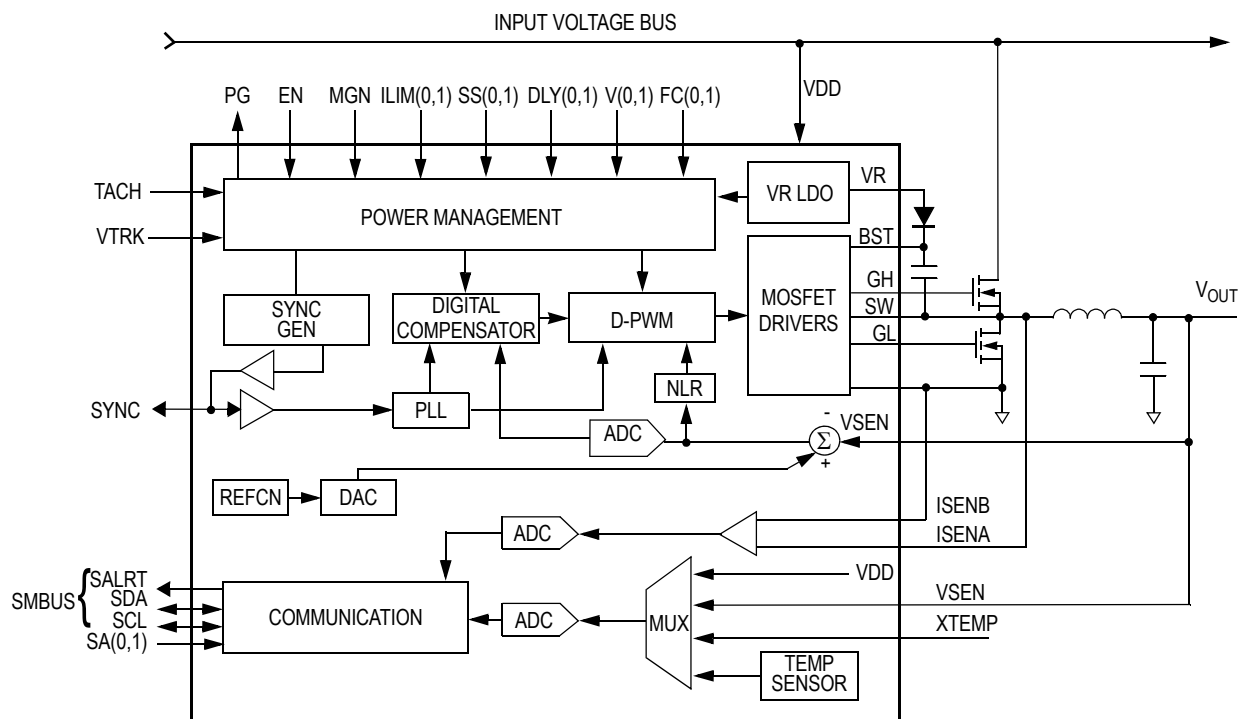 INPUT VOLTAGE BUS
PG EN MGN ILIM(0,1) SS(0,1) DLY(0,1) V(0,1) FC(0,1)
VDD
TACH
VTRK
POWER MANAGEMENT
VR LDO
VR
BST
GH
SW
GL
MOSFET
DRIVERS
VOUT
SYNC
GEN
DIGITAL
COMPENSATOR
D-PWM
NLR
SYNC
PLL
ADC
-
Σ
+
VSEN
REFCN
DAC
ISENB
ISENA
ADC
VDD
VSEN
XTEMP
MUX
ADC
TEMP
SENSOR
COMMUNICATION
SMBUS {
SALRT
SDA
SCL
SA(0,1)